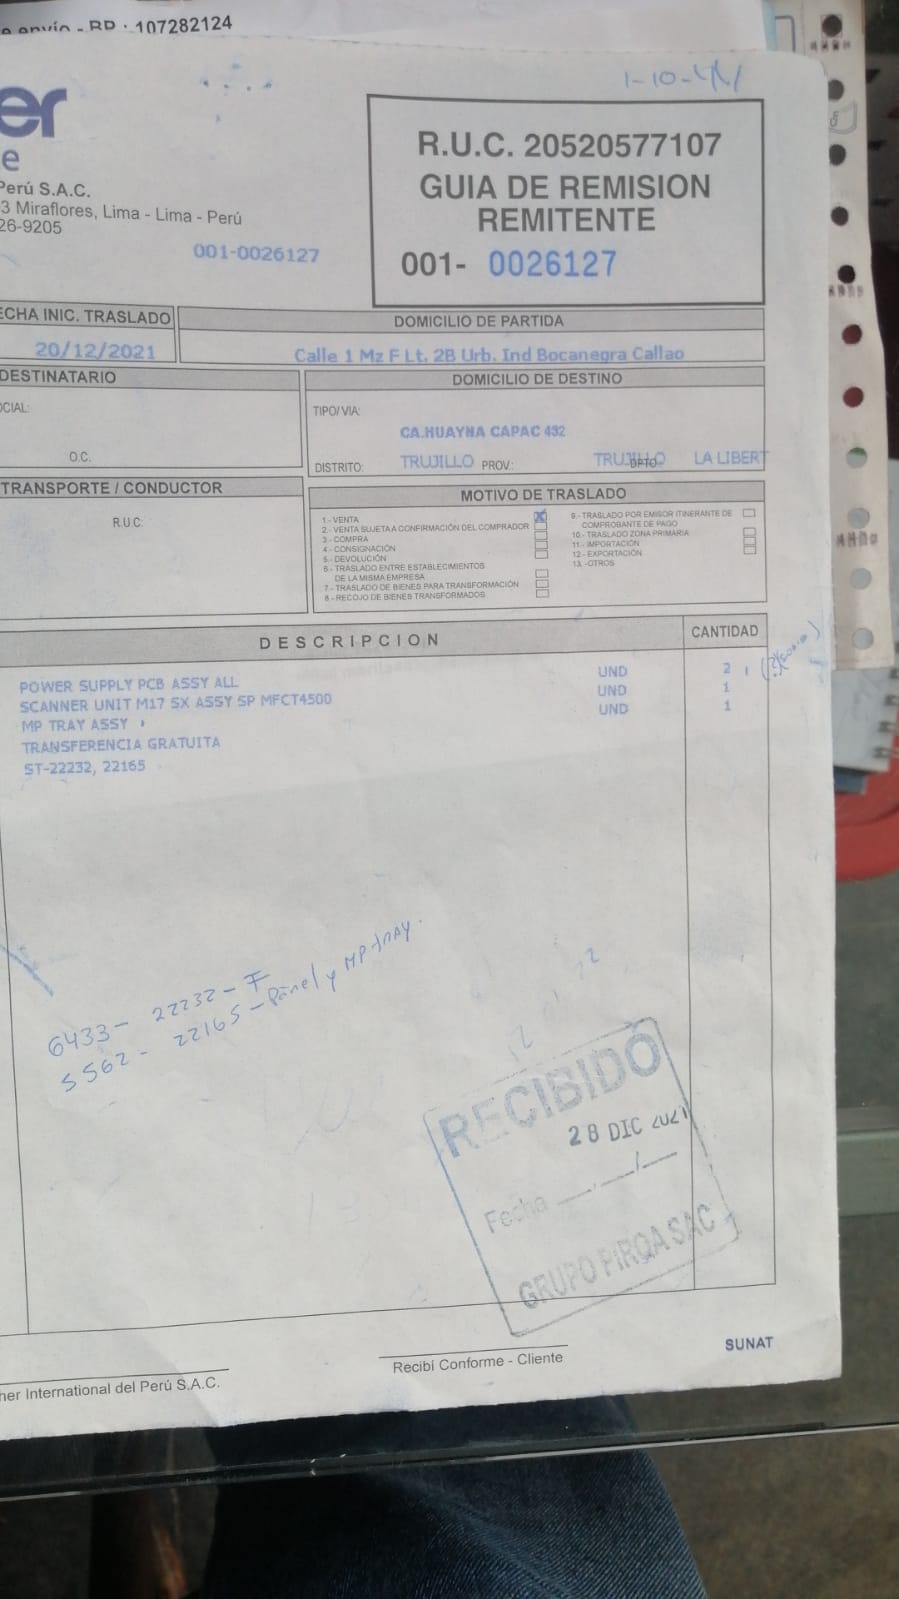 envío - RP : 107282124
1-10-
er
e
R.U.C. 20520577107
GUIA DE REMISION
REMITENTE
001- 0026127
Perú S.A.C.
3 Miraflores, Lima - Lima - Perú
26-9205
001-0026127
ECHA INIC. TRASLADO
20/12/2021
DOMICILIO DE PARTIDA
Calle 1 Mz F Lt. 2B Urb. Ind Bocanegra Callao
DESTINATARIO
OCIAL:
O.C.
DOMICILIO DE DESTINO
TIPO/VIA:
CA.HUAYNA CAPAC 432
DISTRITO: TRUJILLO PROV.: TRUJILLO DPTO LA LIBERT
TRANSPORTE / CONDUCTOR
R.U.C:
MOTIVO DE TRASLADO
1.- VENTA X
2.- VENTA SUJETA A CONFIRMACIÓN DEL COMPRADOR
3.- COMPRA
4.- CONSIGNACIÓN
5.- DEVOLUCIÓN
6.- TRASLADO ENTRE ESTABLECIMIENTOS
DE LA MISMA EMPRESA
7.- TRASLADO DE BIENES PARA TRANSFORMACIÓN
8.- RECOJO DE BIENES TRANSFORMADOS
9.- TRASLADO POR EMISOR ITINERANTE DE
COMPROBANTE DE PAGO
10.- TRASLADO ZONA PRIMARIA
11.- IMPORTACIÓN
12.- EXPORTACIÓN
13.- OTROS
DESCRIPCION CANTIDAD
POWER SUPPLY PCB ASSY ALL UND 2
SCANNER UNIT M17 SX ASSY SP MFCT4500 UND 1
MP TRAY ASSY UND 1
TRANSFERENCIA GRATUITA
ST-22232, 22165
6433- 22232- F
5562- 22165- Panel y MP tray.
RECIBIDO
28 DIC 2021
Fecha
GRUPO PIRQA SAC
her International del Perú S.A.C.
Recibí Conforme - Cliente
SUNAT